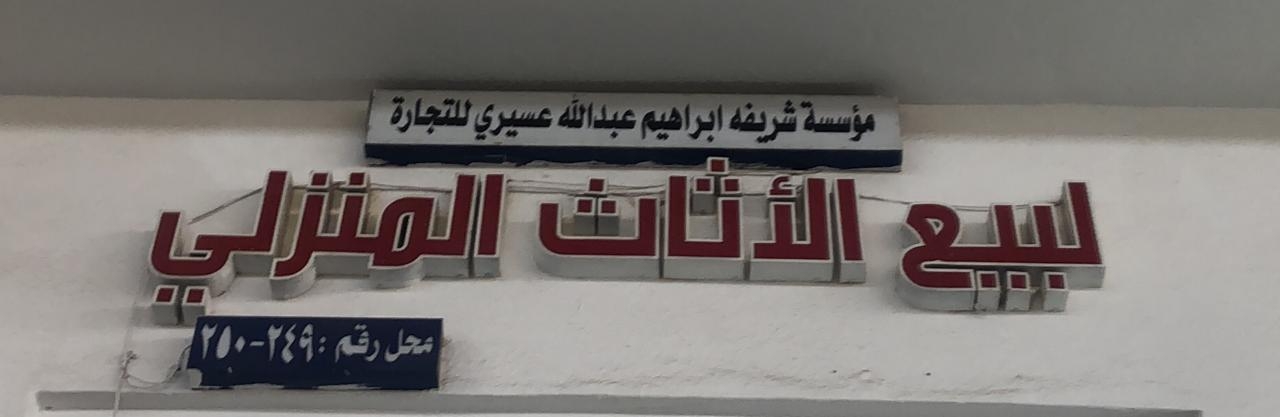 مؤسسة شريفه ابراهيم عبدالله عسيري للتجارة
لبيع الأثاث المنزلي
محل رقم : ٢٤٩-٢٥٠